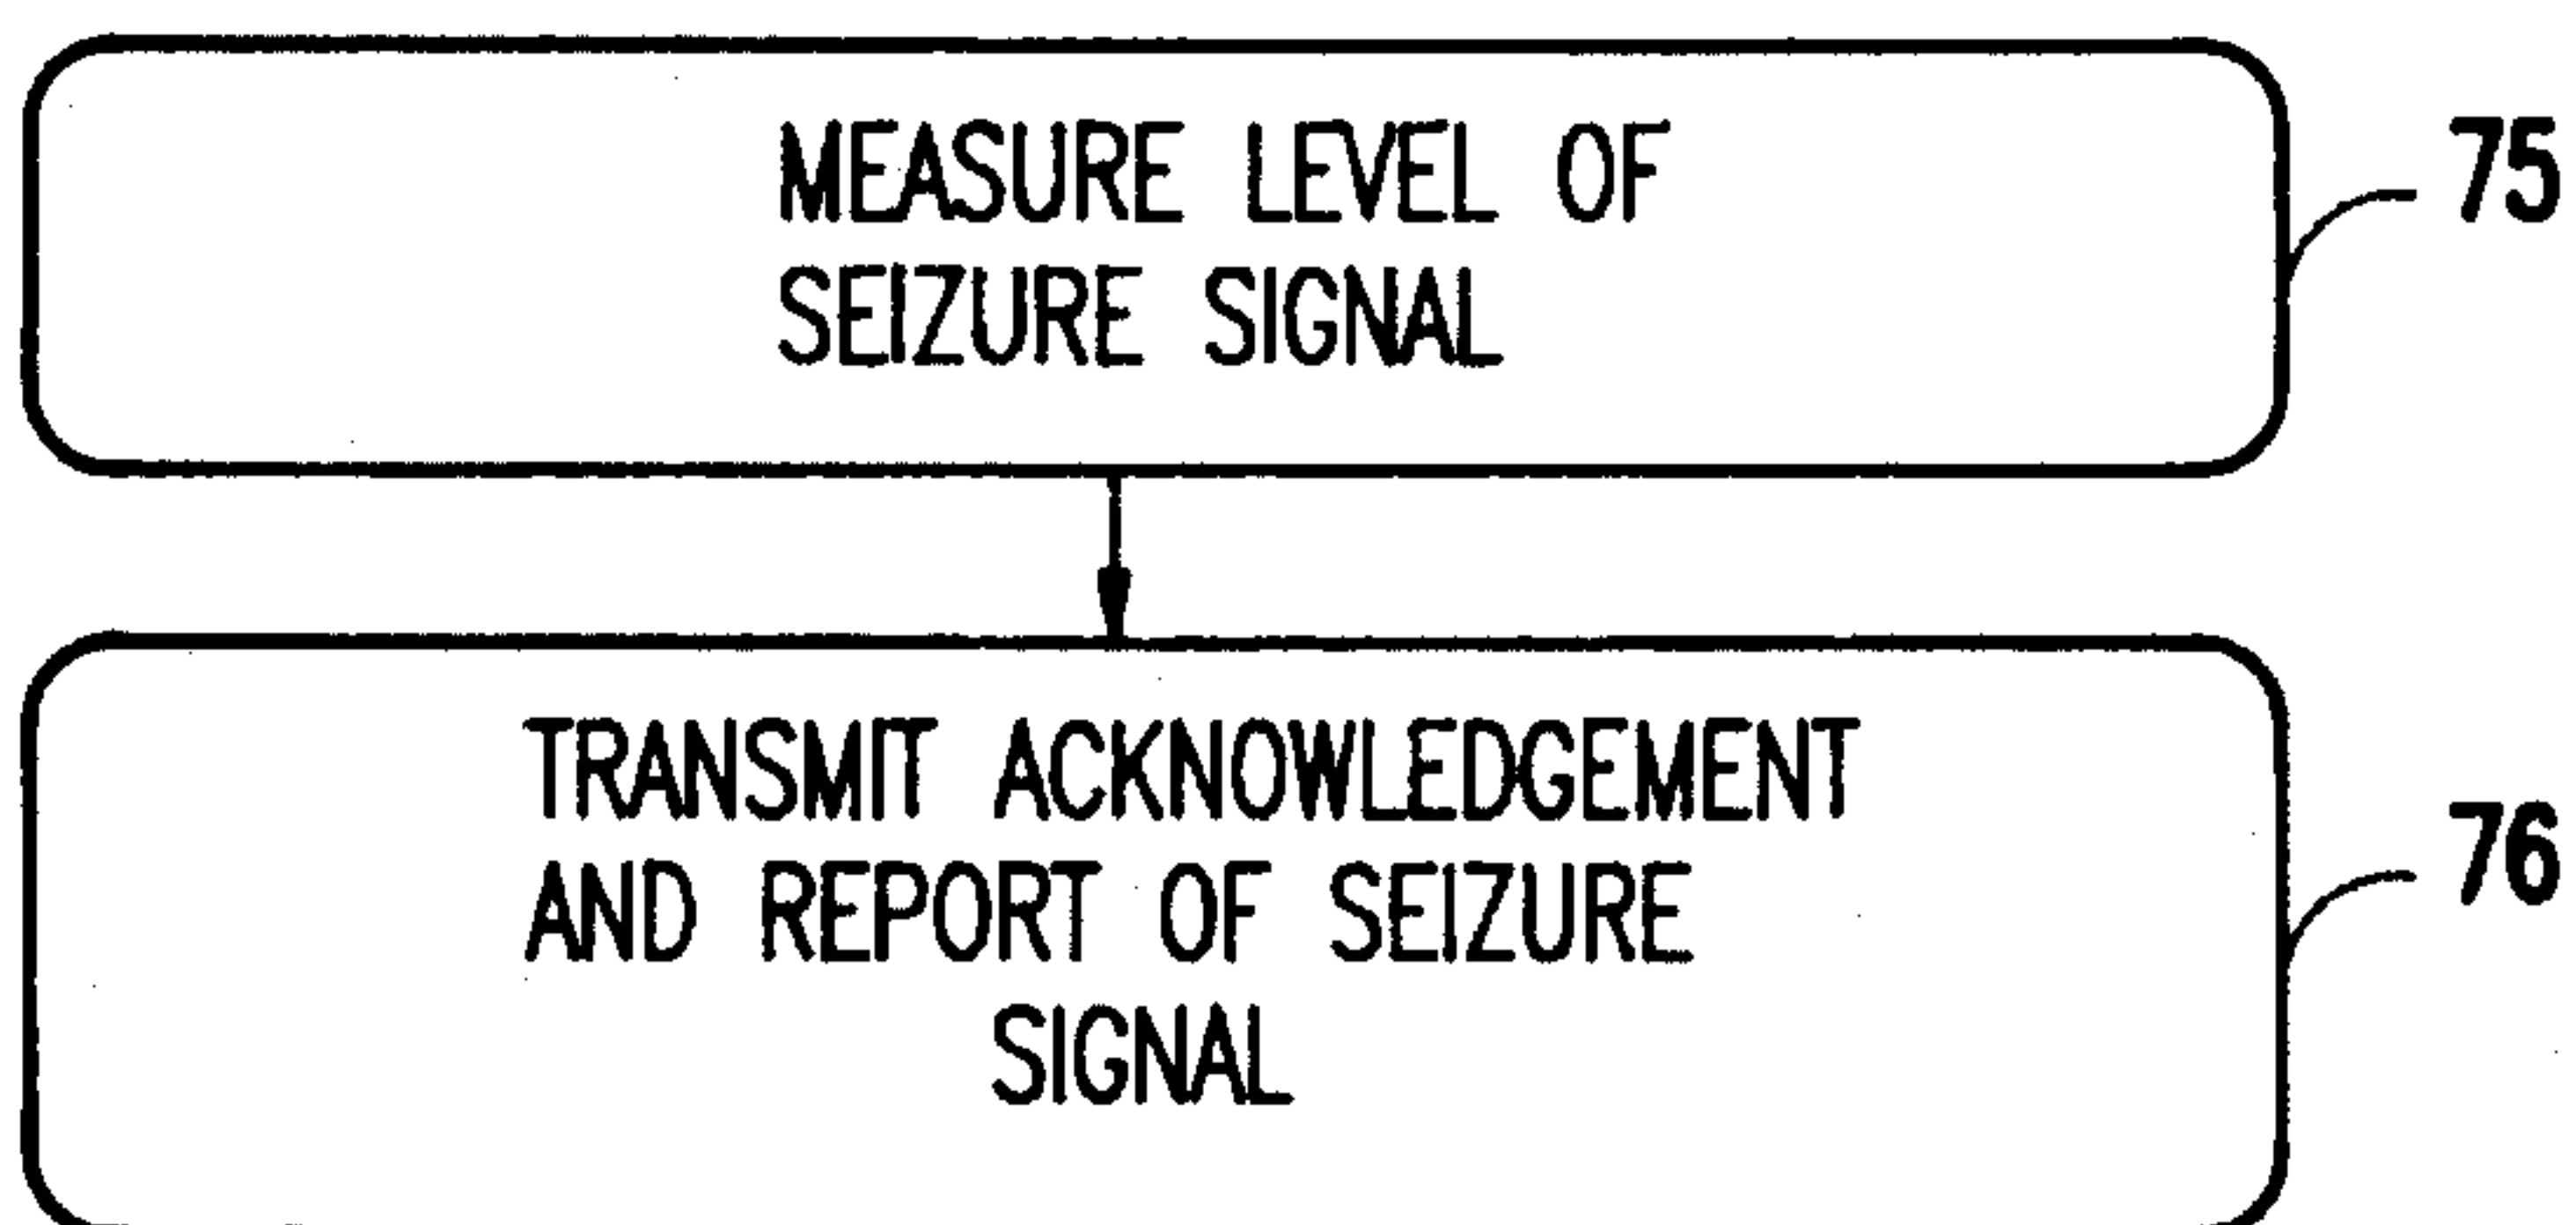 MEASURE LEVEL OF
SEIZURE SIGNAL
75
TRANSMIT ACKNOWLEDGEMENT
AND REPORT OF SEIZURE
SIGNAL
76